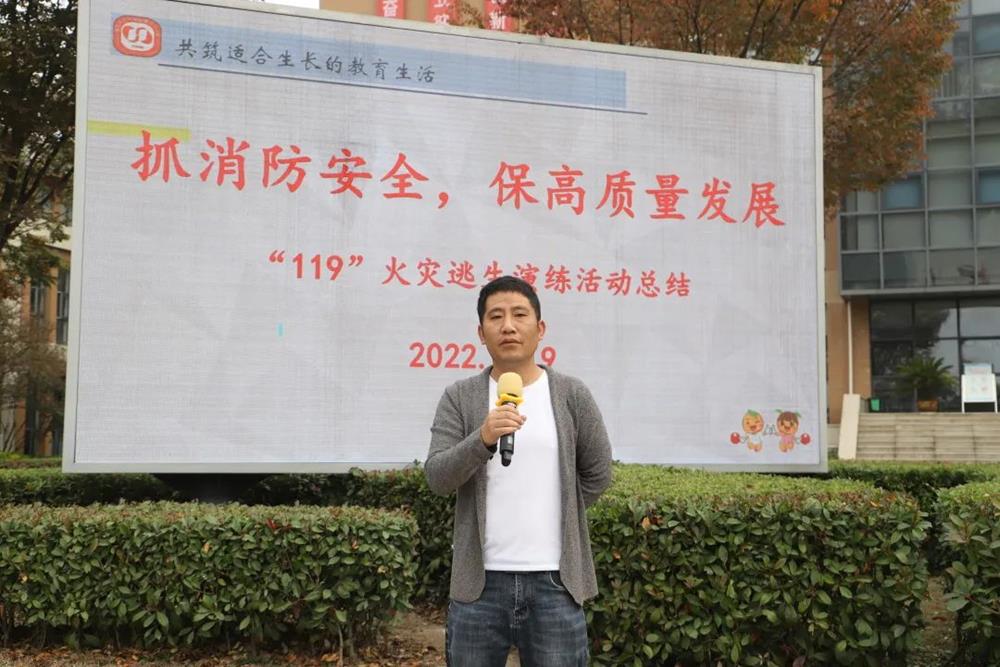 共筑适合生长的教育生活
抓消防安全，保高质量发展
“119”火灾逃生演练活动总结
2022. 9